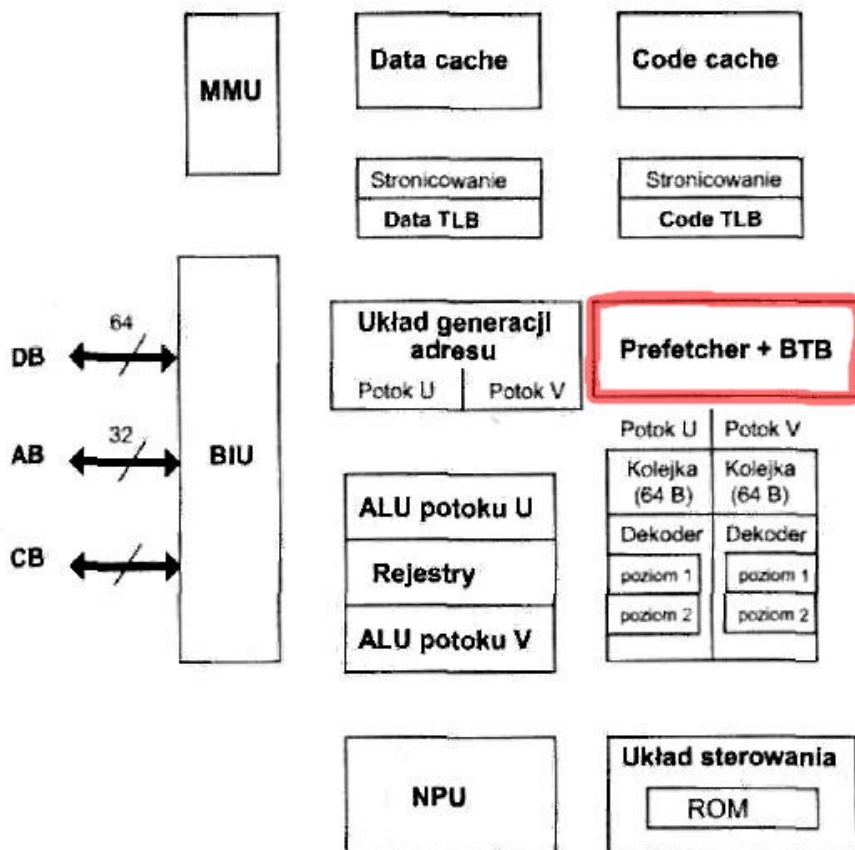 MMU
Data cache
Code cache
Stronicowanie
Data TLB
Stronicowanie
Code TLB
64
DB
32
AB
CB
BIU
Układ generacji
adresu
Potok U
Potok V
Prefetcher + BTB
Potok U
Potok V
Kolejka
(64 B)
Kolejka
(64 B)
Dekoder
Dekoder
poziom 1
poziom 1
poziom 2
poziom 2
ALU potoku U
Rejestry
ALU potoku V
NPU
Układ sterowania
ROM